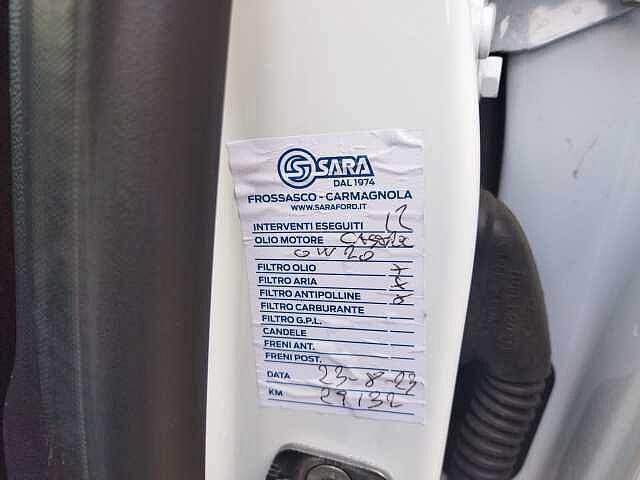 SARA
DAL 1974
FROSSASCO - CARMAGNOLA
WWW.SARAFORD.IT
INTERVENTI ESEGUITI
OLIO MOTORE
0W20
FILTRO OLIO x
FILTRO ARIA x
FILTRO ANTIPOLLINE x
FILTRO CARBURANTE
FILTRO G.P.L.
CANDELE
FRENI ANT.
FRENI POST.
DATA 23-8-23
KM 29132